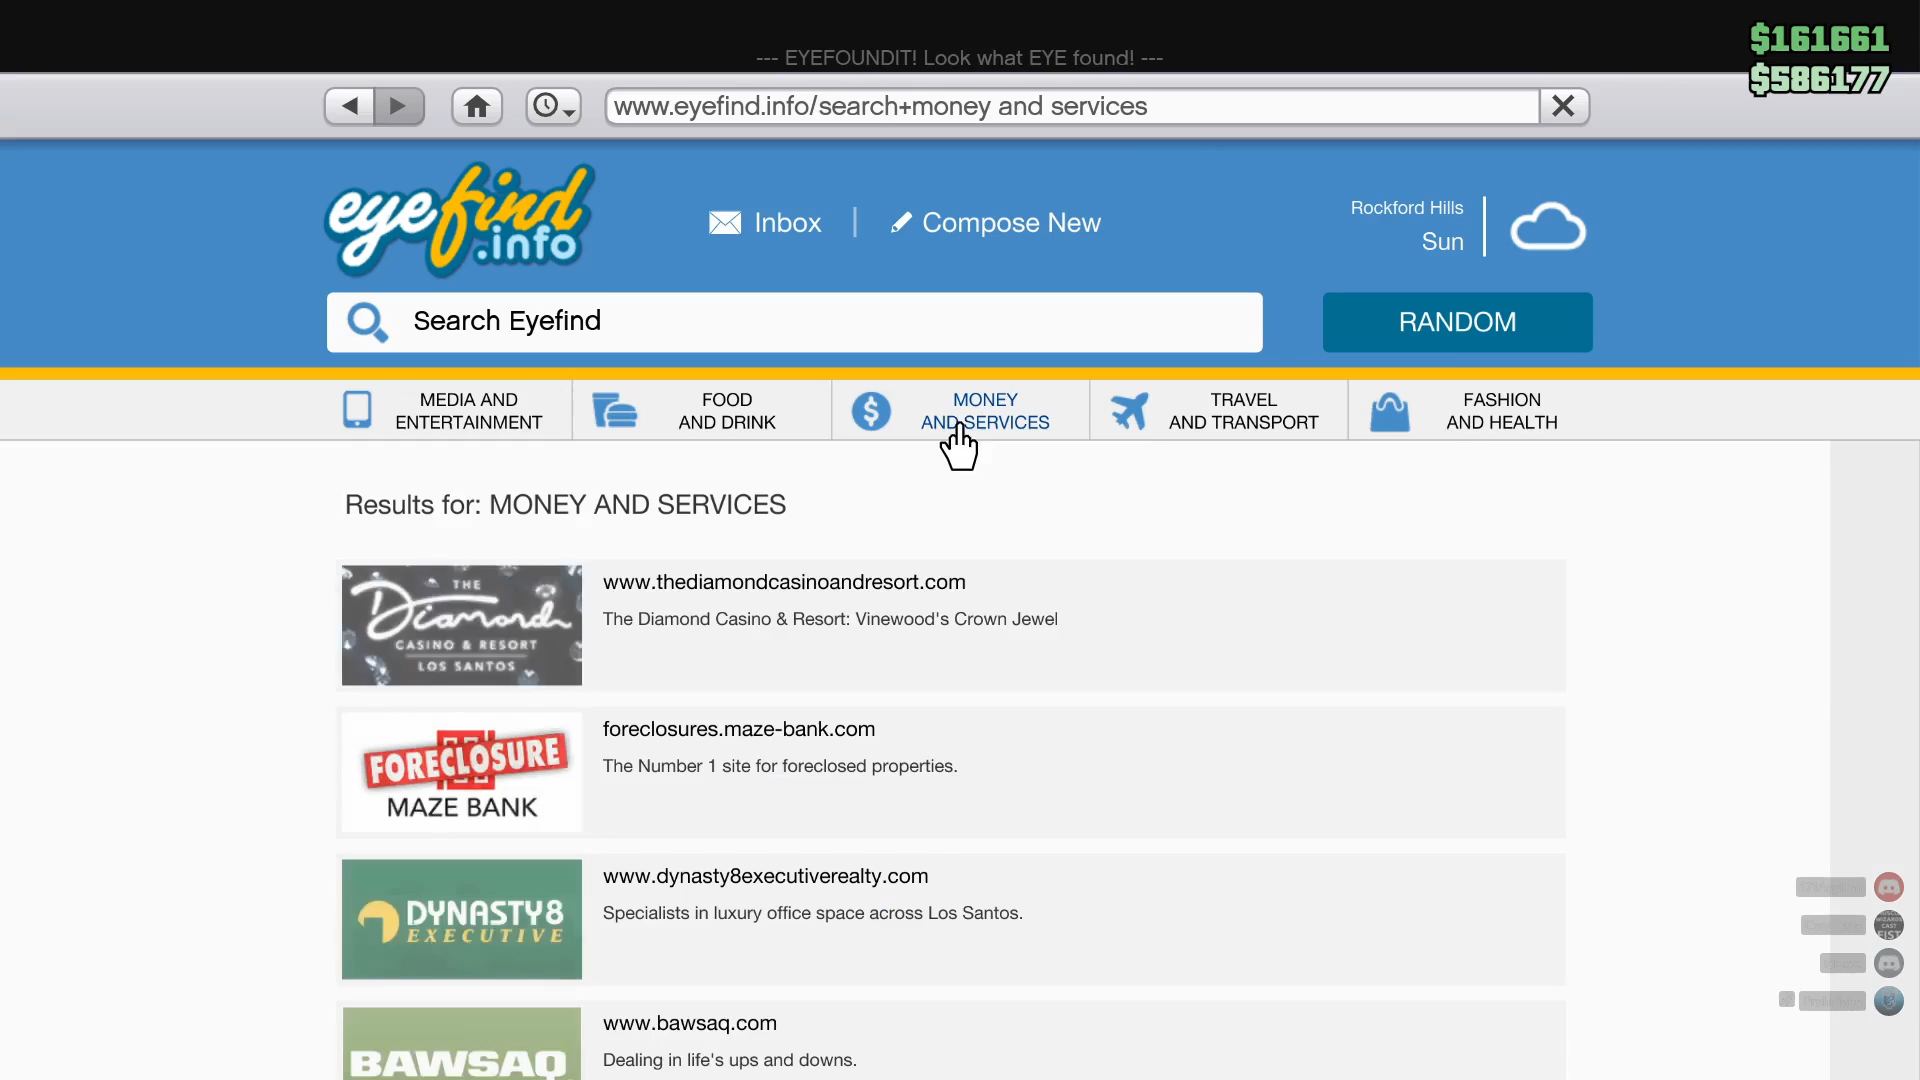 --- EYEFOUNDIT! Look what EYE found! ---
$161661
$586177
www.eyefind.info/search+money and services
eyefind
.info
Inbox
Compose New
Rockford Hills
Sun
Search Eyefind
RANDOM
MEDIA AND
ENTERTAINMENT
FOOD
AND DRINK
MONEY
AND SERVICES
TRAVEL
AND TRANSPORT
FASHION
AND HEALTH
Results for: MONEY AND SERVICES
THE
Diamond
CASINO & RESORT
LOS SANTOS
www.thediamondcasinoandresort.com
The Diamond Casino & Resort: Vinewood's Crown Jewel
FORECLOSURE
MAZE BANK
foreclosures.maze-bank.com
The Number 1 site for foreclosed properties.
DYNASTY8
EXECUTIVE
www.dynasty8executiverealty.com
Specialists in luxury office space across Los Santos.
BAWSAQ
www.bawsaq.com
Dealing in life's ups and downs.
WIZARDS
CAST
FIST